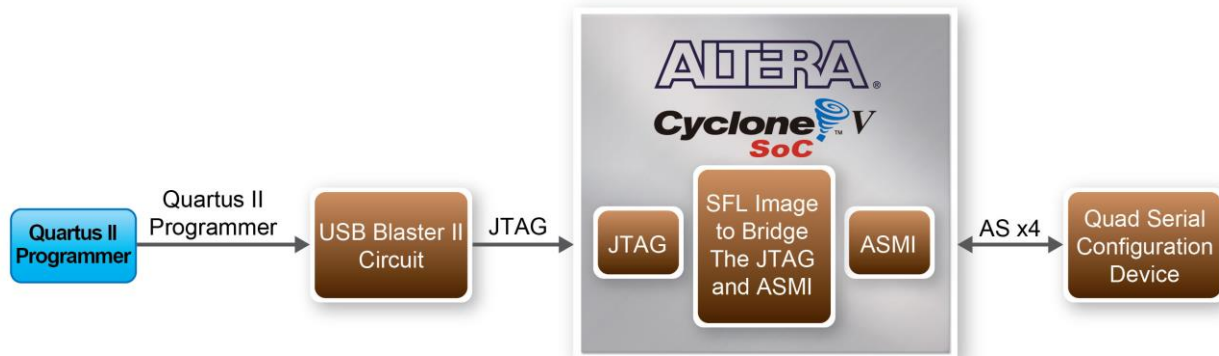 Quartus II
Programmer
Quartus II
Programmer
USB Blaster II
Circuit
JTAG
ALTERA®
Cyclone™ V
SoC
JTAG
SFL Image
to Bridge
The JTAG
and ASMI
ASMI
AS x4
Quad Serial
Configuration
Device